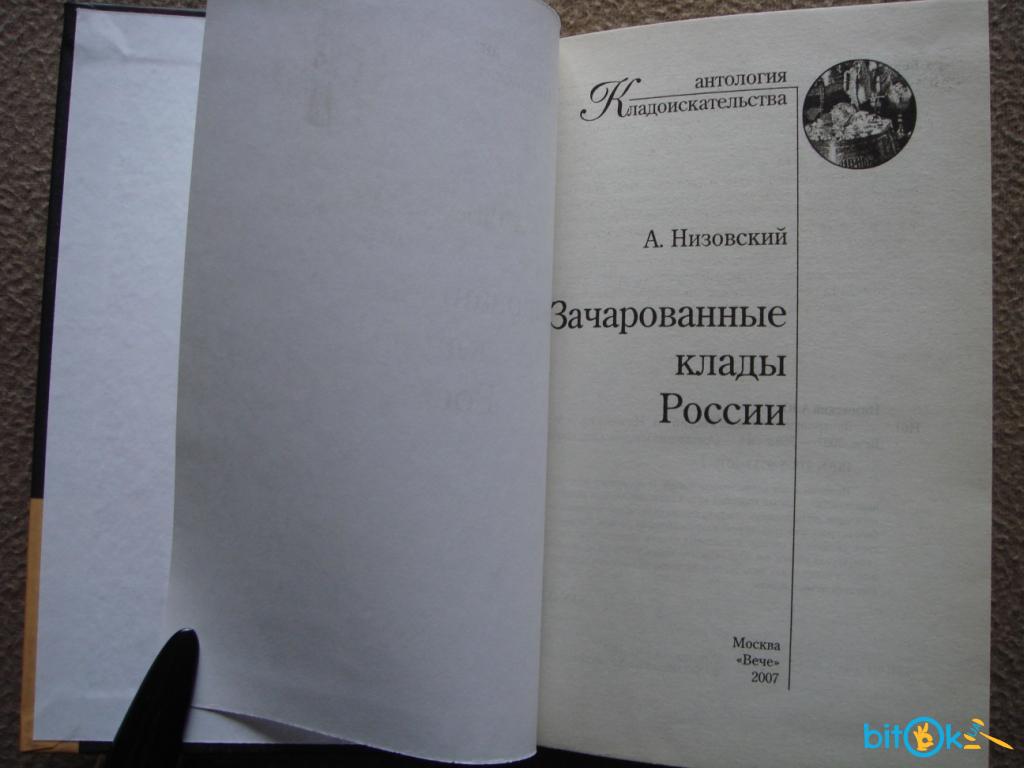 антология
Кладоискательства
А. Низовский
Зачарованные
клады
России
Москва
«Вече»
2007
bitOk